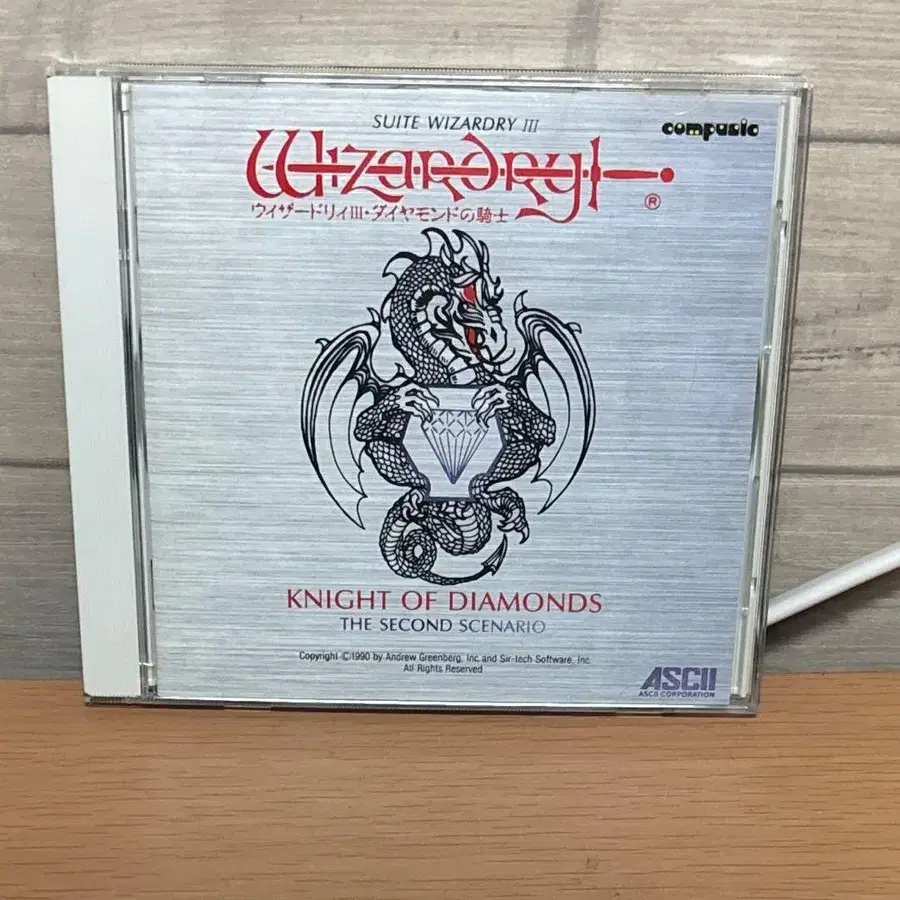 SUITE WIZARDRY III
compusic
Wizardry
®
ウィザードリィIII・ダイヤモンドの騎士
KNIGHT OF DIAMONDS
THE SECOND SCENARIO
Copyright ©1990 by Andrew Greenberg, Inc. and Sir-tech Software, Inc.
All Rights Reserved
ASCII
ASCII CORPORATION